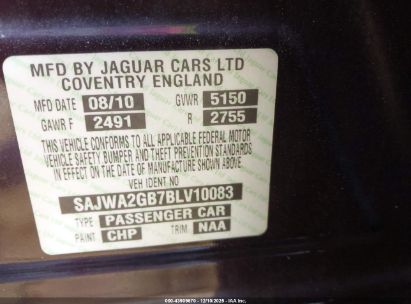 MFD BY JAGUAR CARS LTD
COVENTRY ENGLAND
MFD DATE 08/10 GVWR 5150
GAWR F 2491 R 2755
THIS VEHICLE CONFORMS TO ALL APPLICABLE FEDERAL MOTOR
VEHICLE SAFETY BUMPER AND THEFT PREVENTION STANDARDS
IN EFFECT ON THE DATE OF MANUFACTURE SHOWN ABOVE
VEH IDENT NO
SAJWA2GB7BLV10083
TYPE PASSENGER CAR
PAINT CHP TRIM NAA